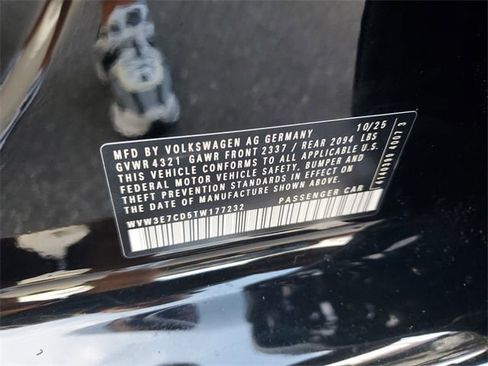 MFD BY VOLKSWAGEN AG GERMANY 10/25
GVWR 4321 GAWR FRONT 2337 / REAR 2094 LBS
THIS VEHICLE CONFORMS TO ALL APPLICABLE U.S.
FEDERAL MOTOR VEHICLE SAFETY, BUMPER AND
THEFT PREVENTION STANDARDS IN EFFECT ON
THE DATE OF MANUFACTURE SHOWN ABOVE.
WVW3E7CD5TW177232 PASSENGER CAR